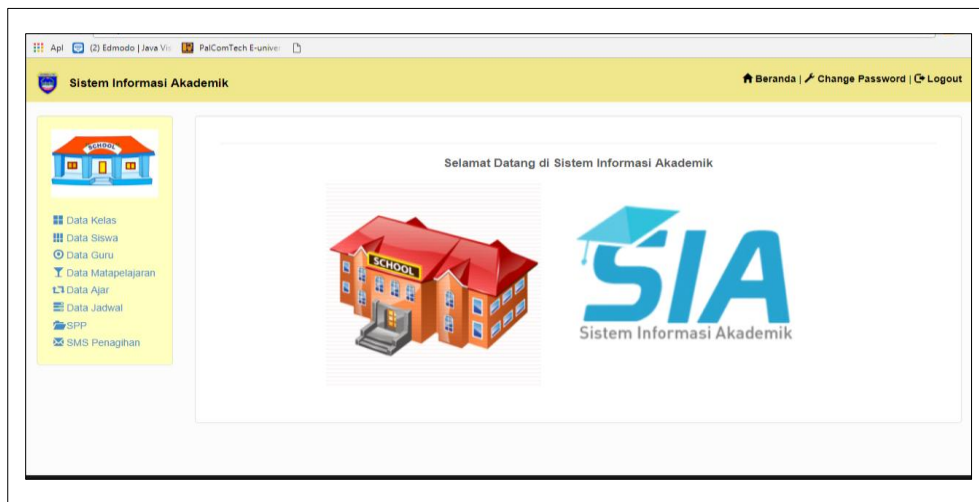 Apl (2) Edmodo | Java Vis PalComTech E-univer
Sistem Informasi Akademik
Beranda | Change Password | Logout
SCHOOL
Data Kelas
Data Siswa
Data Guru
Data Matapelajaran
Data Ajar
Data Jadwal
SPP
SMS Penagihan
Selamat Datang di Sistem Informasi Akademik
SCHOOL
SIA
Sistem Informasi Akademik